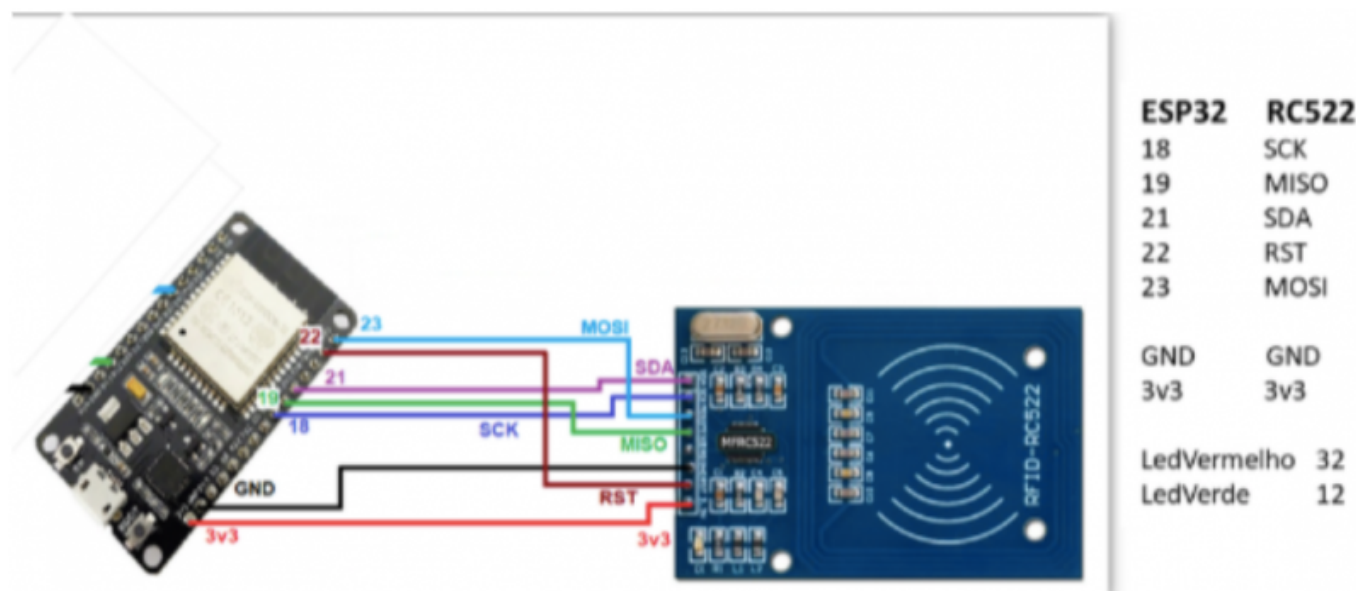 ESP32 RC522
18 SCK
19 MISO
21 SDA
22 RST
23 MOSI
GND GND
3v3 3v3
LedVermelho 32
LedVerde 12
23
MOSI
22
SDA
21
19
18
SCK
MISO
GND
RST
3v3
3v3
MFRC522
RFID-RC522